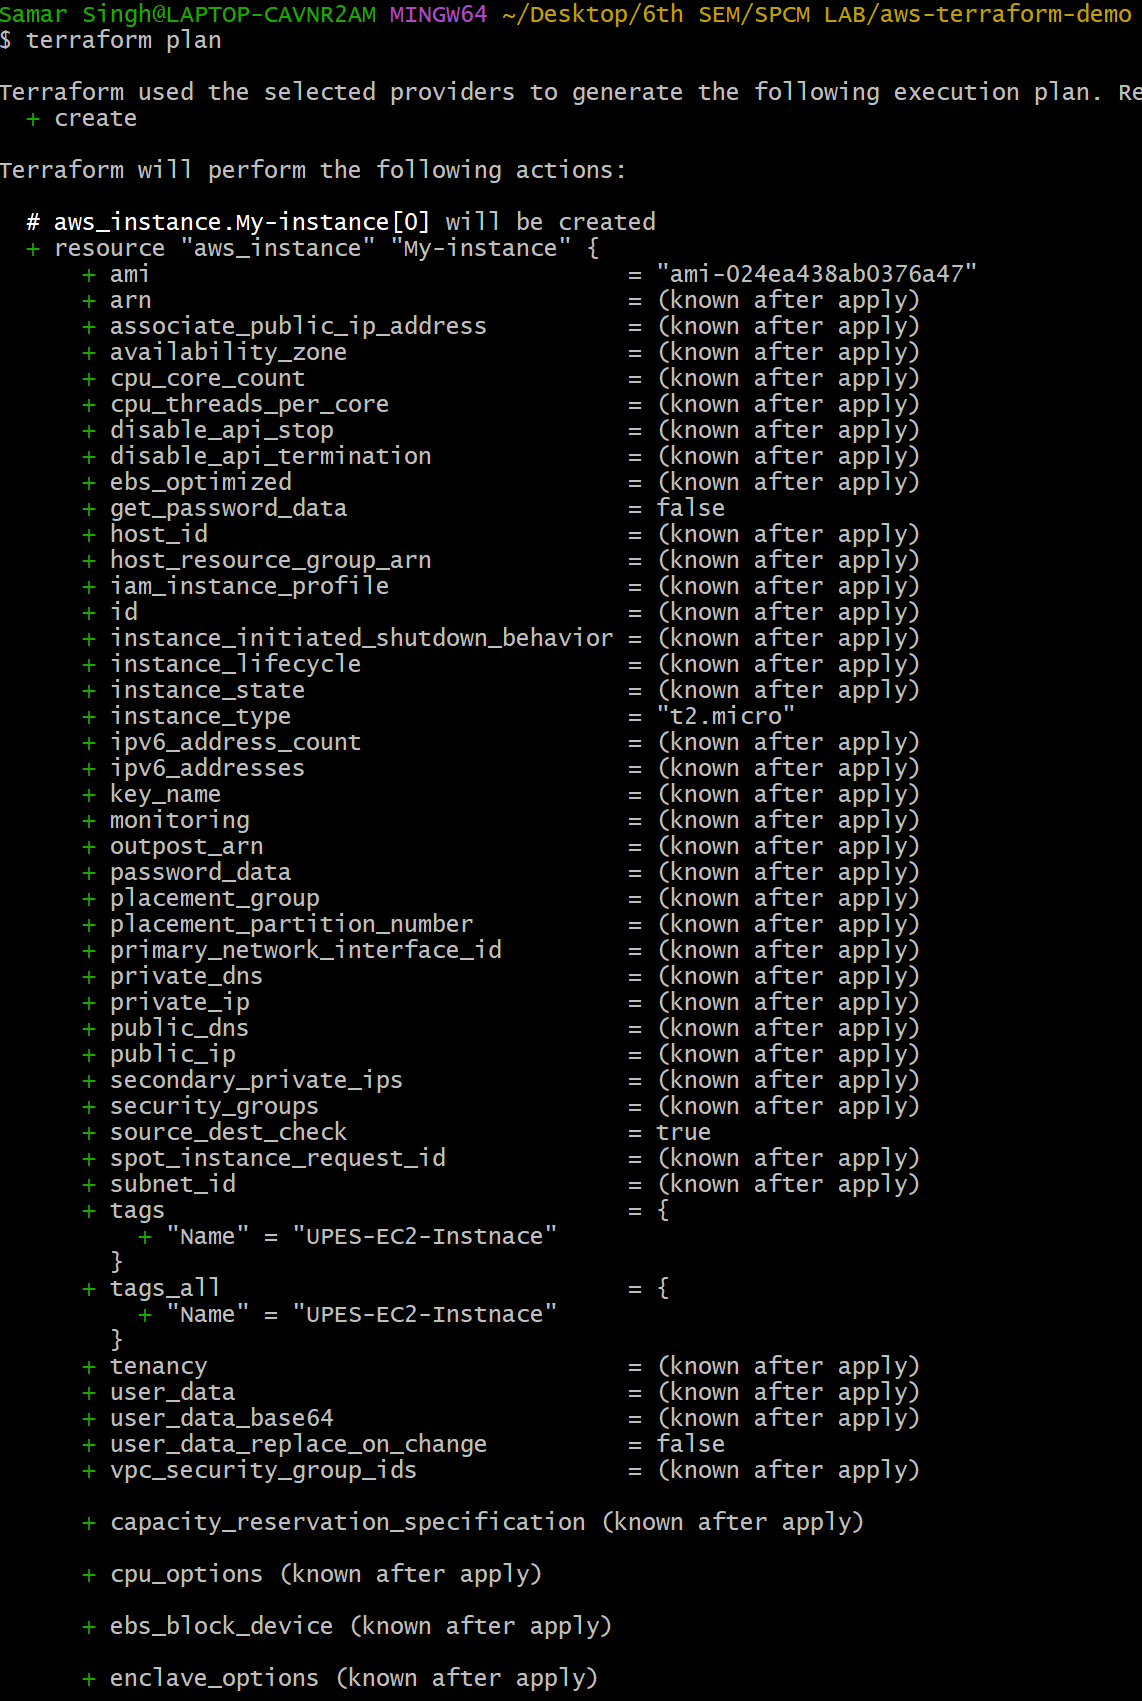 Samar Singh@LAPTOP-CAVNR2AM MINGW64 ~/Desktop/6th SEM/SPCM LAB/aws-terraform-demo
$ terraform plan
Terraform used the selected providers to generate the following execution plan. Re
+ create
Terraform will perform the following actions:
# aws_instance.My-instance[0] will be created
+ resource "aws_instance" "My-instance" {
+ ami = "ami-024ea438ab0376a47"
+ arn = (known after apply)
+ associate_public_ip_address = (known after apply)
+ availability_zone = (known after apply)
+ cpu_core_count = (known after apply)
+ cpu_threads_per_core = (known after apply)
+ disable_api_stop = (known after apply)
+ disable_api_termination = (known after apply)
+ ebs_optimized = (known after apply)
+ get_password_data = false
+ host_id = (known after apply)
+ host_resource_group_arn = (known after apply)
+ iam_instance_profile = (known after apply)
+ id = (known after apply)
+ instance_initiated_shutdown_behavior = (known after apply)
+ instance_lifecycle = (known after apply)
+ instance_state = (known after apply)
+ instance_type = "t2.micro"
+ ipv6_address_count = (known after apply)
+ ipv6_addresses = (known after apply)
+ key_name = (known after apply)
+ monitoring = (known after apply)
+ outpost_arn = (known after apply)
+ password_data = (known after apply)
+ placement_group = (known after apply)
+ placement_partition_number = (known after apply)
+ primary_network_interface_id = (known after apply)
+ private_dns = (known after apply)
+ private_ip = (known after apply)
+ public_dns = (known after apply)
+ public_ip = (known after apply)
+ secondary_private_ips = (known after apply)
+ security_groups = (known after apply)
+ source_dest_check = true
+ spot_instance_request_id = (known after apply)
+ subnet_id = (known after apply)
+ tags = {
+ "Name" = "UPES-EC2-Instnace"
}
+ tags_all = {
+ "Name" = "UPES-EC2-Instnace"
}
+ tenancy = (known after apply)
+ user_data = (known after apply)
+ user_data_base64 = (known after apply)
+ user_data_replace_on_change = false
+ vpc_security_group_ids = (known after apply)
+ capacity_reservation_specification (known after apply)
+ cpu_options (known after apply)
+ ebs_block_device (known after apply)
+ enclave_options (known after apply)